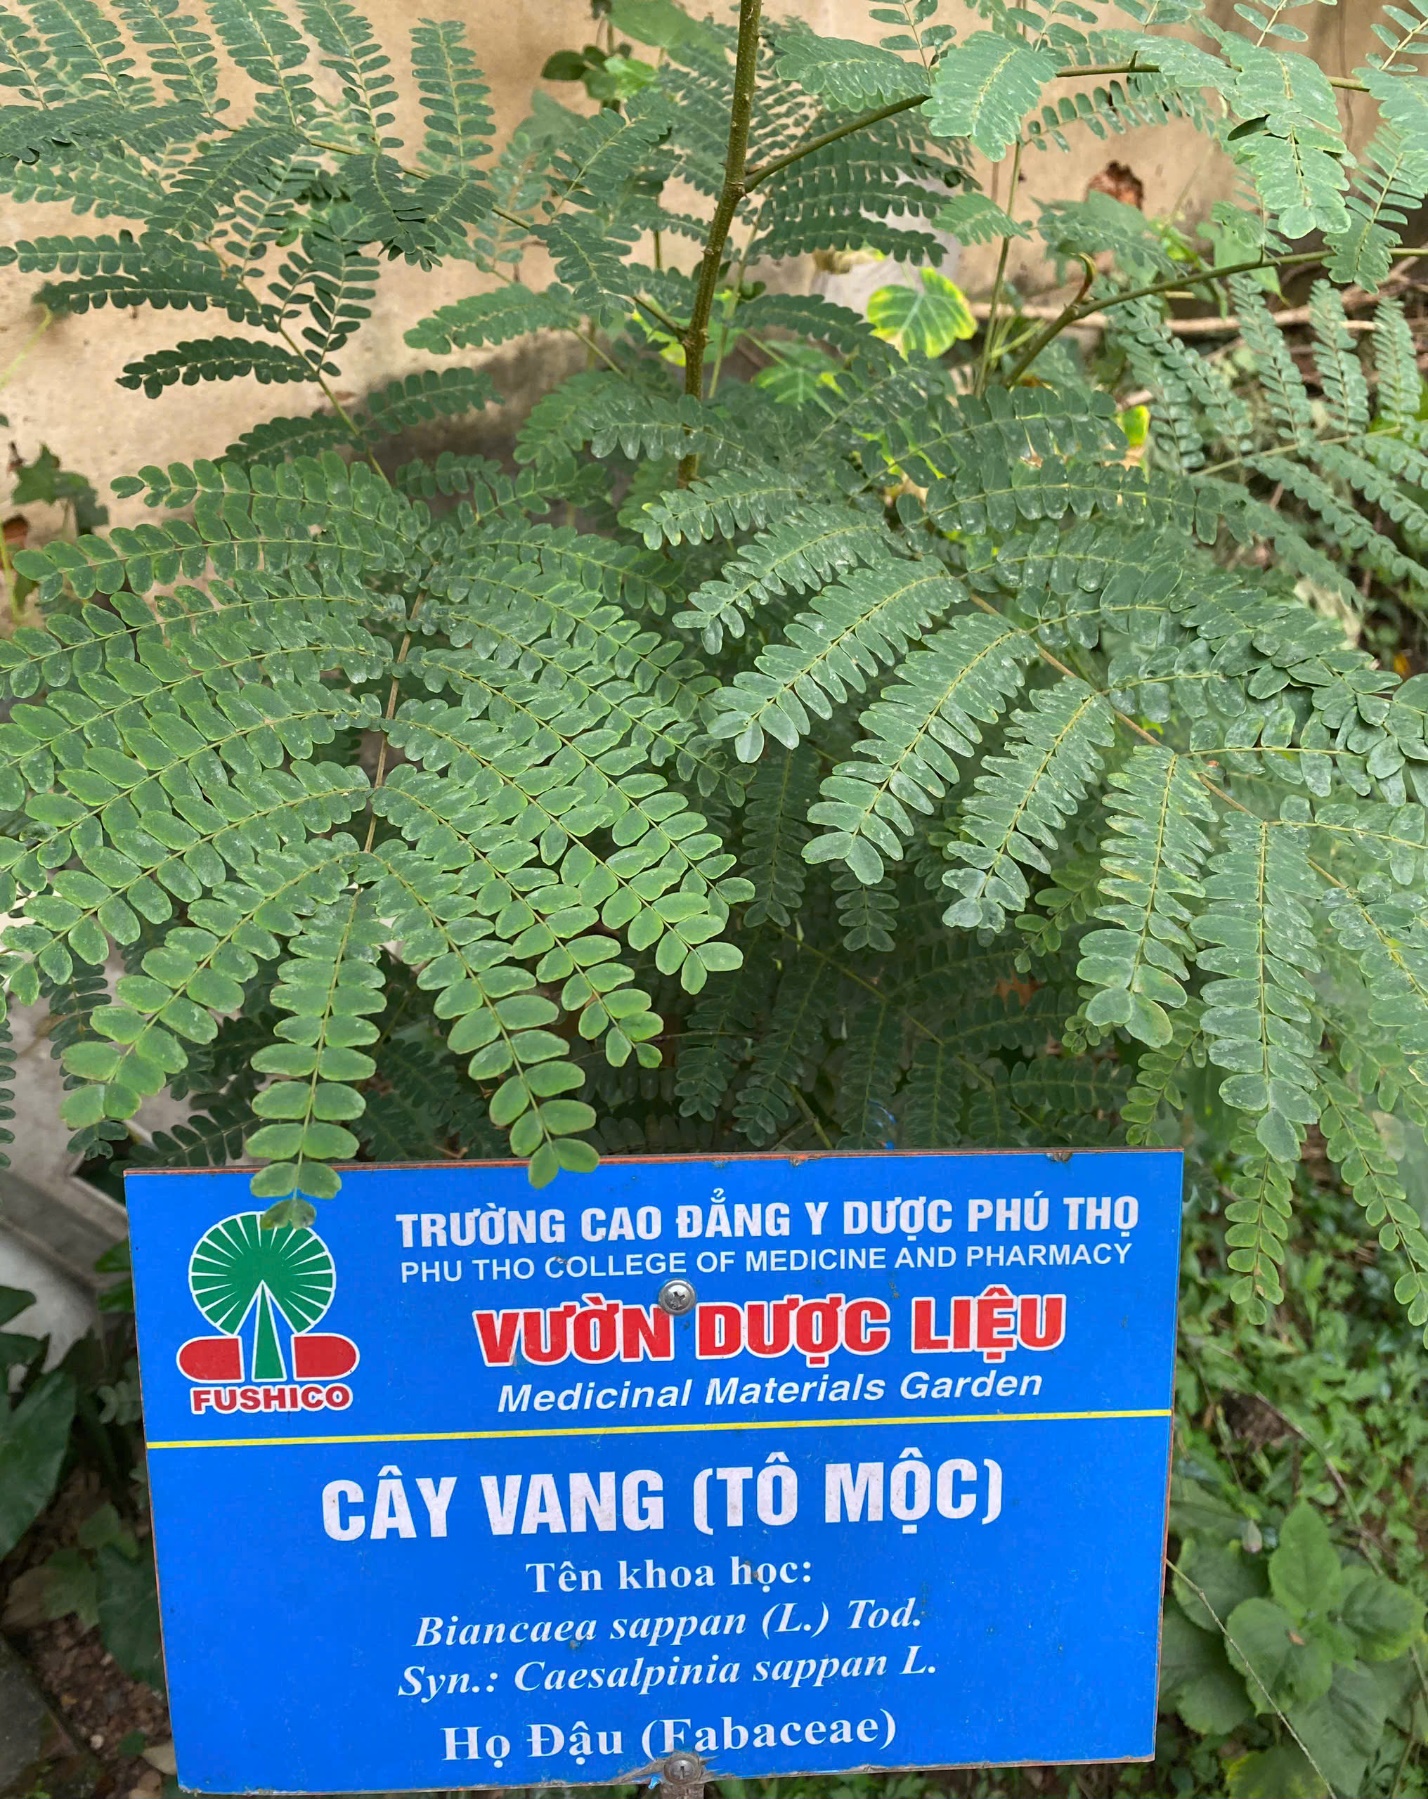 TRƯỜNG CAO ĐẲNG Y DƯỢC PHÚ THỌ
PHU THO COLLEGE OF MEDICINE AND PHARMACY
VƯỜN DƯỢC LIỆU
Medicinal Materials Garden
FUSHICO
CÂY VANG (TÔ MỘC)
Tên khoa học:
Biancaea sappan (L.) Tod.
Syn.: Caesalpinia sappan L.
Họ Đậu (Fabaceae)